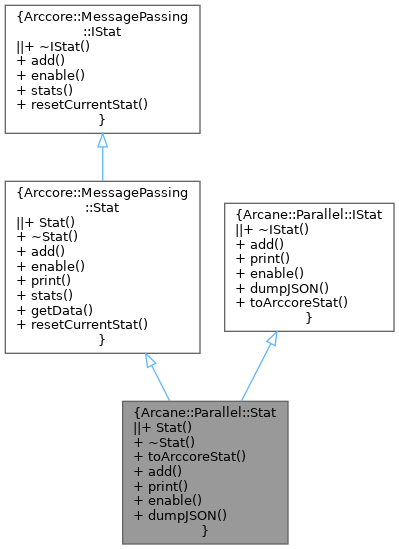 {Arccore::MessagePassing
::IStat
||+ ~IStat()
+ add()
+ enable()
+ stats()
+ resetCurrentStat()
}
{Arccore::MessagePassing
::Stat
||+ Stat()
+ ~Stat()
+ add()
+ enable()
+ print()
+ stats()
+ getData()
+ resetCurrentStat()
}
{Arcane::Parallel::IStat
||+ ~IStat()
+ add()
+ print()
+ enable()
+ dumpJSON()
+ toArccoreStat()
}
{Arcane::Parallel::Stat
||+ Stat()
+ ~Stat()
+ toArccoreStat()
+ add()
+ print()
+ enable()
+ dumpJSON()
}